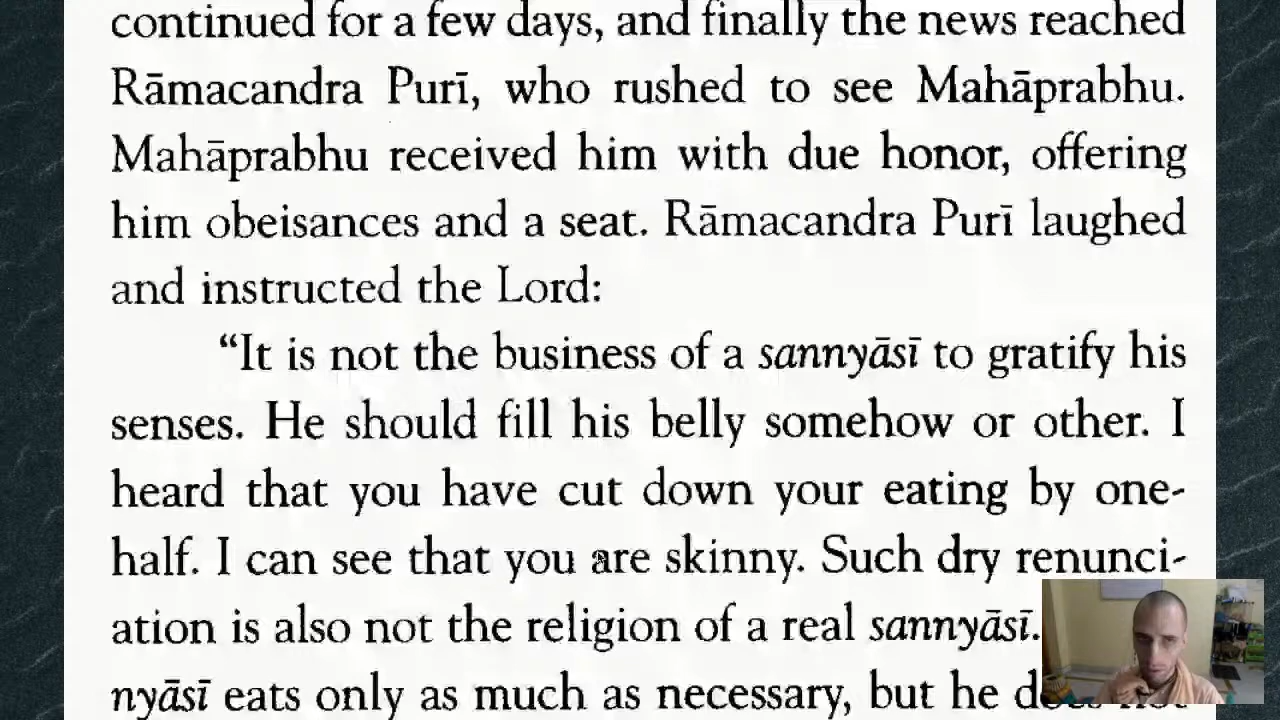 continued for a few days, and finally the news reached
Rāmacandra Purī, who rushed to see Mahāprabhu.
Mahāprabhu received him with due honor, offering
him obeisances and a seat. Rāmacandra Purī laughed
and instructed the Lord:
“It is not the business of a sannyāsī to gratify his
senses. He should fill his belly somehow or other. I
heard that you have cut down your eating by one-
half. I can see that you are skinny. Such dry renunci-
ation is also not the religion of a real sannyāsī.
nyāsī eats only as much as necessary, but he